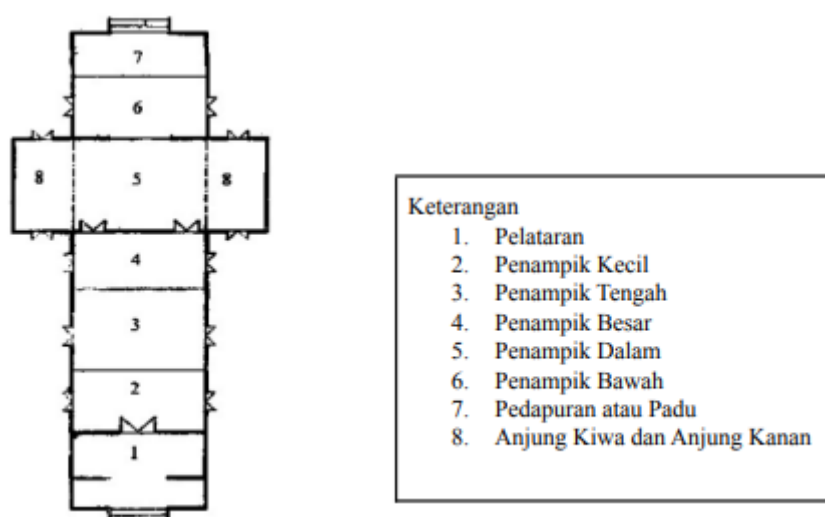 7
6
8 5 8
4
3
2
1
Keterangan
1. Pelataran
2. Penampik Kecil
3. Penampik Tengah
4. Penampik Besar
5. Penampik Dalam
6. Penampik Bawah
7. Pedapuran atau Padu
8. Anjung Kiwa dan Anjung Kanan